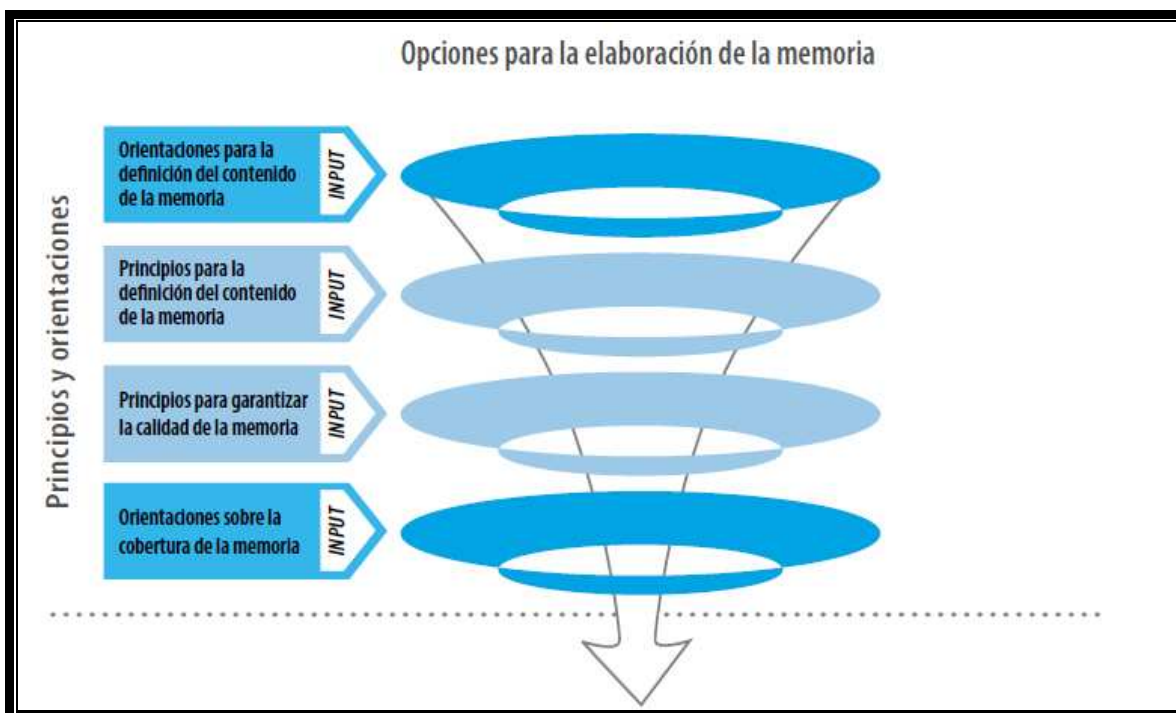 Opciones para la elaboración de la memoria
Principios y orientaciones
Orientaciones para la
definición del contenido
de la memoria
INPUT
Principios para la
definición del contenido
de la memoria
INPUT
Principios para garantizar
la calidad de la memoria
INPUT
Orientaciones sobre la
cobertura de la memoria
INPUT